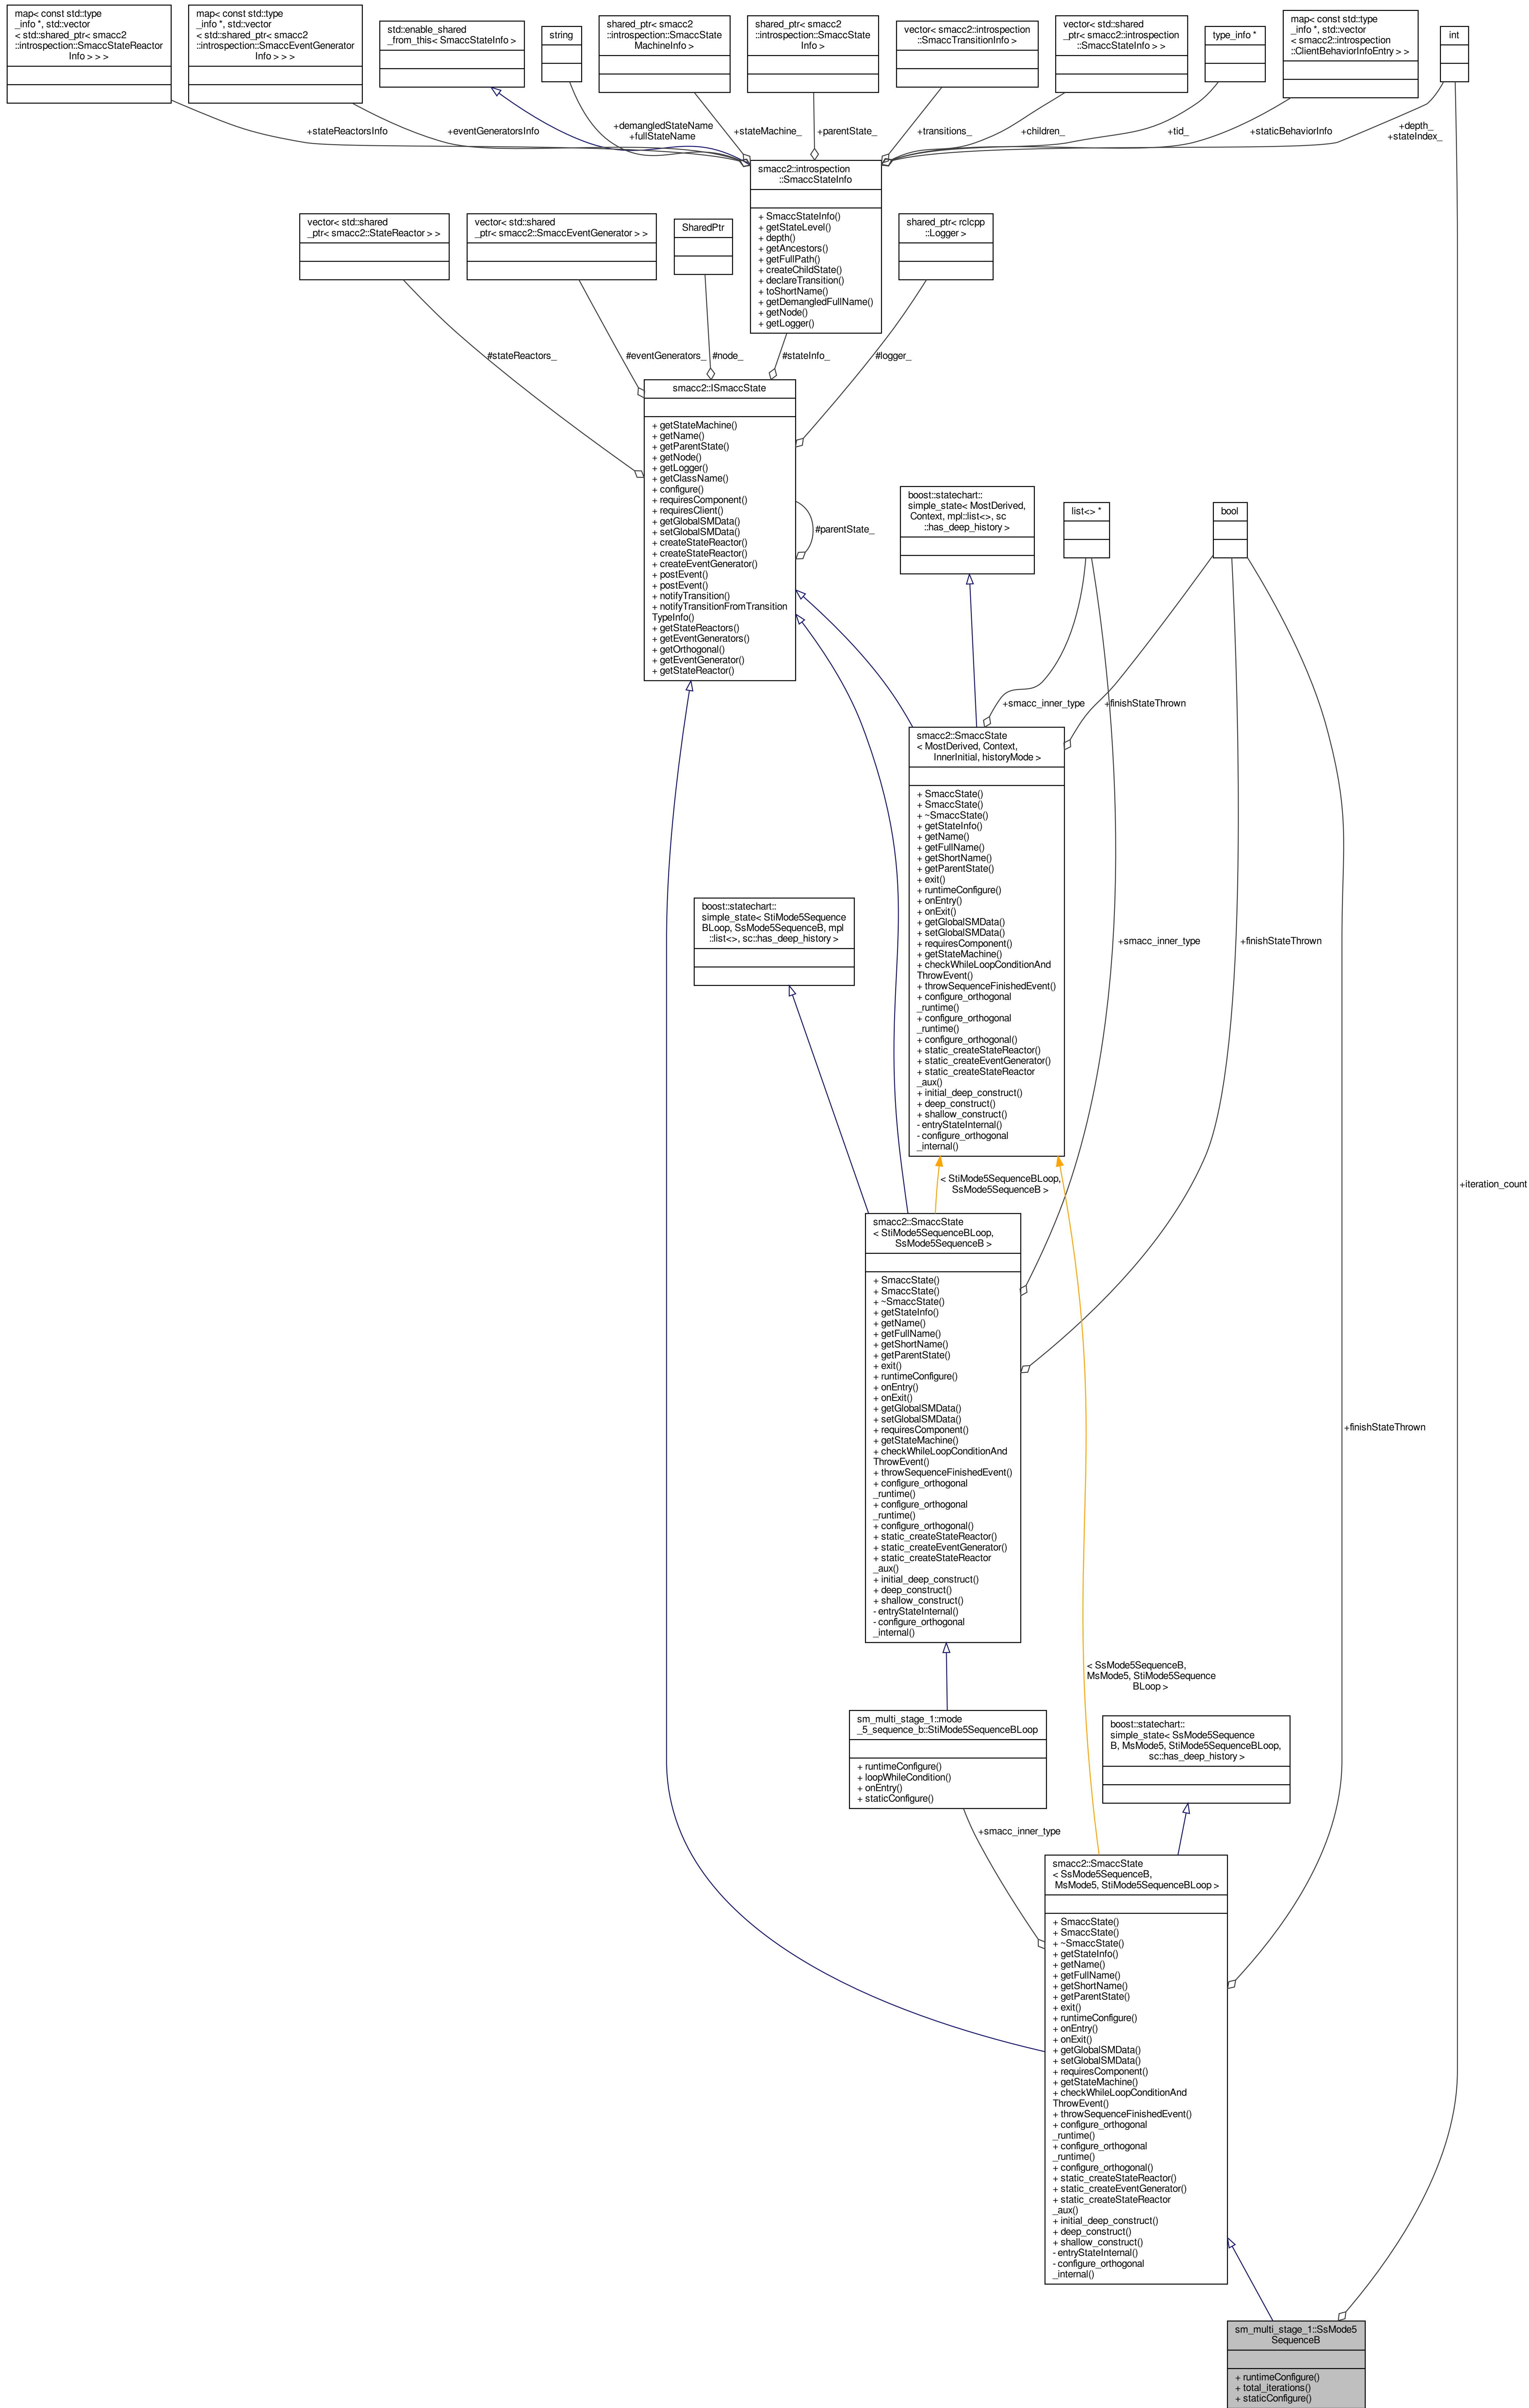 map< const std::type
_info *, std::vector
< std::shared_ptr< smacc2
::introspection::SmaccStateReactor
Info > > >
map< const std::type
_info *, std::vector
< std::shared_ptr< smacc2
::introspection::SmaccEventGenerator
Info > > >
std::enable_shared
_from_this< SmaccStateInfo >
string
shared_ptr< smacc2
::introspection::SmaccState
MachineInfo >
shared_ptr< smacc2
::introspection::SmaccState
Info >
vector< smacc2::introspection
::SmaccTransitionInfo >
vector< std::shared
_ptr< smacc2::introspection
::SmaccStateInfo > >
type_info *
map< const std::type
_info *, std::vector
< smacc2::introspection
::ClientBehaviorInfoEntry > >
int
+stateReactorsInfo
+eventGeneratorsInfo
+demangledStateName
+fullStateName
+stateMachine_
+parentState_
+transitions_
+children_
+tid_
+staticBehaviorInfo
+depth_
+stateIndex_
smacc2::introspection
::SmaccStateInfo
+ SmaccStateInfo()
+ getStateLevel()
+ depth()
+ getAncestors()
+ getFullPath()
+ createChildState()
+ declareTransition()
+ toShortName()
+ getDemangledFullName()
+ getNode()
+ getLogger()
vector< std::shared
_ptr< smacc2::StateReactor > >
vector< std::shared
_ptr< smacc2::SmaccEventGenerator > >
SharedPtr
shared_ptr< rclcpp
::Logger >
#stateReactors_
#eventGenerators_
#node_
#stateInfo_
#logger_
smacc2::ISmaccState
+ getStateMachine()
+ getName()
+ getParentState()
+ getNode()
+ getLogger()
+ getClassName()
+ configure()
+ requiresComponent()
+ requiresClient()
+ getGlobalSMData()
+ setGlobalSMData()
+ createStateReactor()
+ createStateReactor()
+ createEventGenerator()
+ postEvent()
+ postEvent()
+ notifyTransition()
+ notifyTransitionFromTransition
TypeInfo()
+ getStateReactors()
+ getEventGenerators()
+ getOrthogonal()
+ getEventGenerator()
+ getStateReactor()
#parentState_
boost::statechart::
simple_state< MostDerived,
Context, mpl::list<>, sc
::has_deep_history >
list<> *
bool
+smacc_inner_type
+finishStateThrown
smacc2::SmaccState
< MostDerived, Context,
InnerInitial, historyMode >
+ SmaccState()
+ SmaccState()
+ ~SmaccState()
+ getStateInfo()
+ getName()
+ getFullName()
+ getShortName()
+ getParentState()
+ exit()
+ runtimeConfigure()
+ onEntry()
+ onExit()
+ getGlobalSMData()
+ setGlobalSMData()
+ requiresComponent()
+ getStateMachine()
+ checkWhileLoopConditionAnd
ThrowEvent()
+ throwSequenceFinishedEvent()
+ configure_orthogonal
_runtime()
+ configure_orthogonal
_runtime()
+ configure_orthogonal()
+ static_createStateReactor()
+ static_createEventGenerator()
+ static_createStateReactor
_aux()
+ initial_deep_construct()
+ deep_construct()
+ shallow_construct()
- entryStateInternal()
- configure_orthogonal
_internal()
boost::statechart::
simple_state< StiMode5Sequence
BLoop, SsMode5SequenceB, mpl
::list<>, sc::has_deep_history >
+smacc_inner_type
+finishStateThrown
< StiMode5SequenceBLoop,
SsMode5SequenceB >
+iteration_count
smacc2::SmaccState
< StiMode5SequenceBLoop,
SsMode5SequenceB >
+ SmaccState()
+ SmaccState()
+ ~SmaccState()
+ getStateInfo()
+ getName()
+ getFullName()
+ getShortName()
+ getParentState()
+ exit()
+ runtimeConfigure()
+ onEntry()
+ onExit()
+ getGlobalSMData()
+ setGlobalSMData()
+ requiresComponent()
+ getStateMachine()
+ checkWhileLoopConditionAnd
ThrowEvent()
+ throwSequenceFinishedEvent()
+ configure_orthogonal
_runtime()
+ configure_orthogonal
_runtime()
+ configure_orthogonal()
+ static_createStateReactor()
+ static_createEventGenerator()
+ static_createStateReactor
_aux()
+ initial_deep_construct()
+ deep_construct()
+ shallow_construct()
- entryStateInternal()
- configure_orthogonal
_internal()
+finishStateThrown
< SsMode5SequenceB,
MsMode5, StiMode5Sequence
BLoop >
sm_multi_stage_1::mode
_5_sequence_b::StiMode5SequenceBLoop
+ runtimeConfigure()
+ loopWhileCondition()
+ onEntry()
+ staticConfigure()
boost::statechart::
simple_state< SsMode5Sequence
B, MsMode5, StiMode5SequenceBLoop,
sc::has_deep_history >
+smacc_inner_type
smacc2::SmaccState
< SsMode5SequenceB,
MsMode5, StiMode5SequenceBLoop >
+ SmaccState()
+ SmaccState()
+ ~SmaccState()
+ getStateInfo()
+ getName()
+ getFullName()
+ getShortName()
+ getParentState()
+ exit()
+ runtimeConfigure()
+ onEntry()
+ onExit()
+ getGlobalSMData()
+ setGlobalSMData()
+ requiresComponent()
+ getStateMachine()
+ checkWhileLoopConditionAnd
ThrowEvent()
+ throwSequenceFinishedEvent()
+ configure_orthogonal
_runtime()
+ configure_orthogonal
_runtime()
+ configure_orthogonal()
+ static_createStateReactor()
+ static_createEventGenerator()
+ static_createStateReactor
_aux()
+ initial_deep_construct()
+ deep_construct()
+ shallow_construct()
- entryStateInternal()
- configure_orthogonal
_internal()
sm_multi_stage_1::SsMode5
SequenceB
+ runtimeConfigure()
+ total_iterations()
+ staticConfigure()